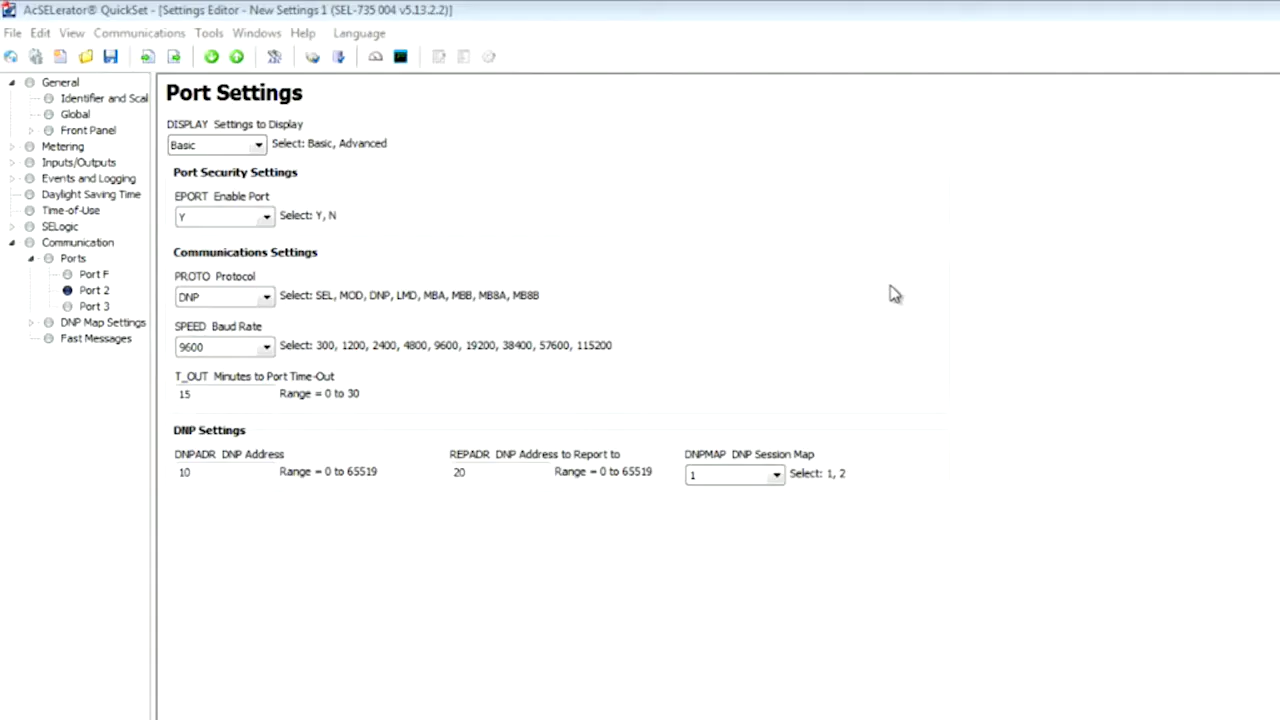 AcSELerator® QuickSet - [Settings Editor - New Settings 1 (SEL-735 004 v5.13.2.2)]
File Edit View Communications Tools Windows Help Language
General
Identifier and Scal
Global
Front Panel
Metering
Inputs/Outputs
Events and Logging
Daylight Saving Time
Time-of-Use
SELogic
Communication
Ports
Port F
Port 2
Port 3
DNP Map Settings
Fast Messages
Port Settings
DISPLAY Settings to Display
Basic Select: Basic, Advanced
Port Security Settings
EPORT Enable Port
Y Select: Y, N
Communications Settings
PROTO Protocol
DNP Select: SEL, MOD, DNP, LMD, MBA, MBB, MB8A, MB8B
SPEED Baud Rate
9600 Select: 300, 1200, 2400, 4800, 9600, 19200, 38400, 57600, 115200
T_OUT Minutes to Port Time-Out
15 Range = 0 to 30
DNP Settings
DNPADR DNP Address REPADR DNP Address to Report to DNPMAP DNP Session Map
10 Range = 0 to 65519 20 Range = 0 to 65519 1 Select: 1, 2